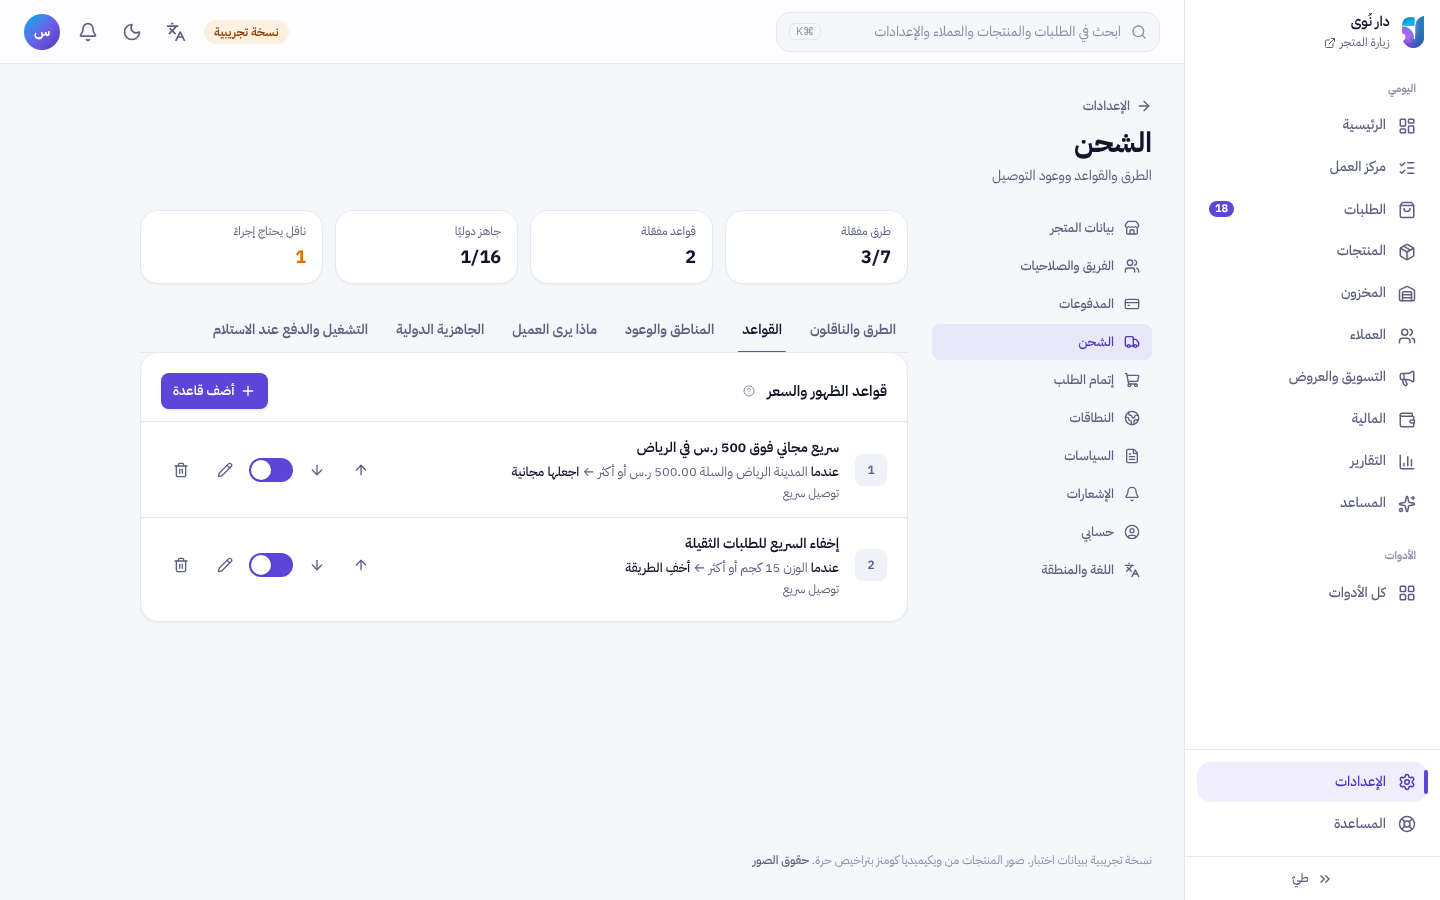 دار نُوى
زيارة المتجر
ابحث في الطلبات والمنتجات والعملاء والإعدادات
⌘K
نسخة تجريبية
س
اليومي
الرئيسية
مركز العمل
الطلبات
18
المنتجات
المخزون
العملاء
التسويق والعروض
المالية
التقارير
المساعد
الأدوات
كل الأدوات
الإعدادات
المساعدة
طيّ
الإعدادات
الشحن
الطرق والقواعد ووعود التوصيل
بيانات المتجر
الفريق والصلاحيات
المدفوعات
الشحن
إتمام الطلب
النطاقات
السياسات
الإشعارات
حسابي
اللغة والمنطقة
طرق مفعّلة
3/7
قواعد مفعّلة
2
جاهز دوليًا
1/16
ناقل يحتاج إجراءً
1
الطرق والناقلون
القواعد
المناطق والوعود
ماذا يرى العميل
الجاهزية الدولية
التشغيل والدفع عند الاستلام
قواعد الظهور والسعر
أضف قاعدة
1
سريع مجاني فوق 500 ر.س في الرياض
عندما المدينة الرياض والسلة 500.00 ر.س أو أكثر ← اجعلها مجانية
توصيل سريع
2
إخفاء السريع للطلبات الثقيلة
عندما الوزن 15 كجم أو أكثر ← أخفِ الطريقة
توصيل سريع
نسخة تجريبية ببيانات اختبار. صور المنتجات من ويكيميديا كومنز بتراخيص حرة. حقوق الصور